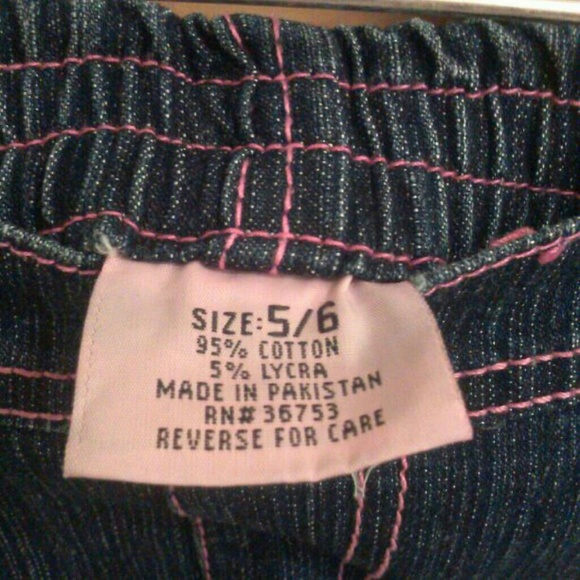 SIZE: 5/6
95% COTTON
5% LYCRA
MADE IN PAKISTAN
RN# 36753
REVERSE FOR CARE